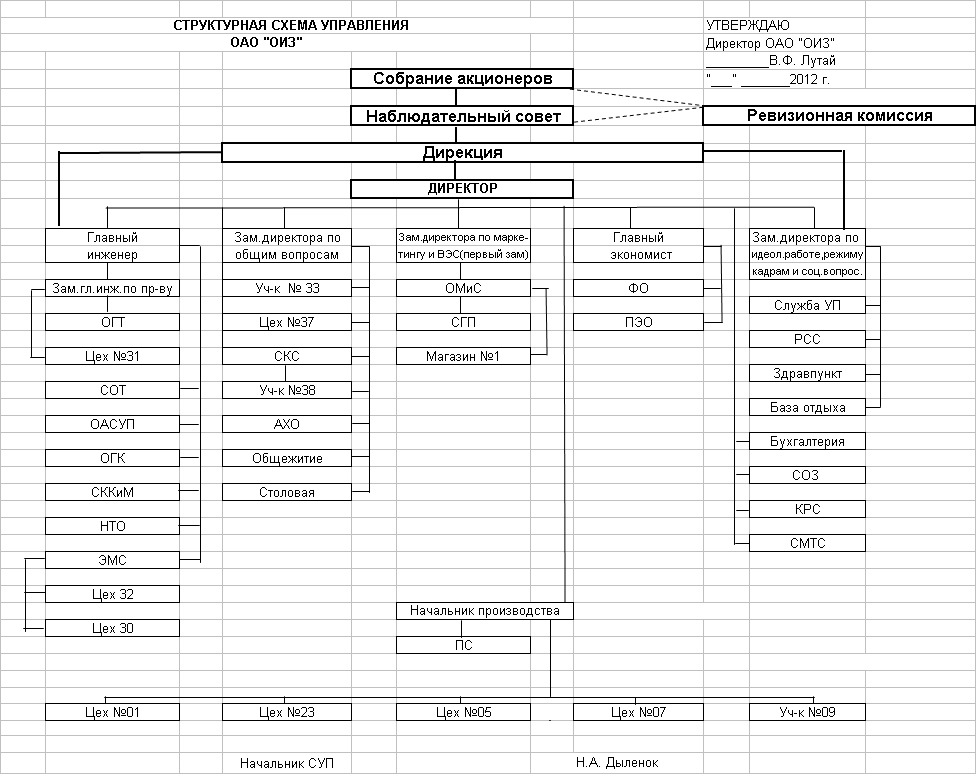 СТРУКТУРНАЯ СХЕМА УПРАВЛЕНИЯ
ОАО "ОИЗ"
УТВЕРЖДАЮ
Директор ОАО "ОИЗ"
_________В.Ф. Лутай
"___" _______2012 г.
Собрание акционеров
Наблюдательный совет
Ревизионная комиссия
Дирекция
ДИРЕКТОР
Главный
инженер
Зам.гл.инж.по пр-ву
ОГТ
Цех №31
СОТ
ОАСУП
ОГК
СККиМ
НТО
ЭМС
Цех 32
Цех 30
Зам.директора по
общим вопросам
Уч-к № 33
Цех №37
СКС
Уч-к №38
АХО
Общежитие
Столовая
Зам.директора по марке-
тингу и ВЭС(первый зам)
ОМиС
СГП
Магазин №1
Главный
экономист
ФО
ПЭО
Зам.директора по
идеол.работе,режиму
кадрам и соц.вопрос.
Служба УП
РСС
Здравпункт
База отдыха
Бухгалтерия
СОЗ
КРС
СМТС
Начальник производства
ПС
Цех №01
Цех №23
Цех №05
Цех №07
Уч-к №09
Начальник СУП
Н.А. Дыленок